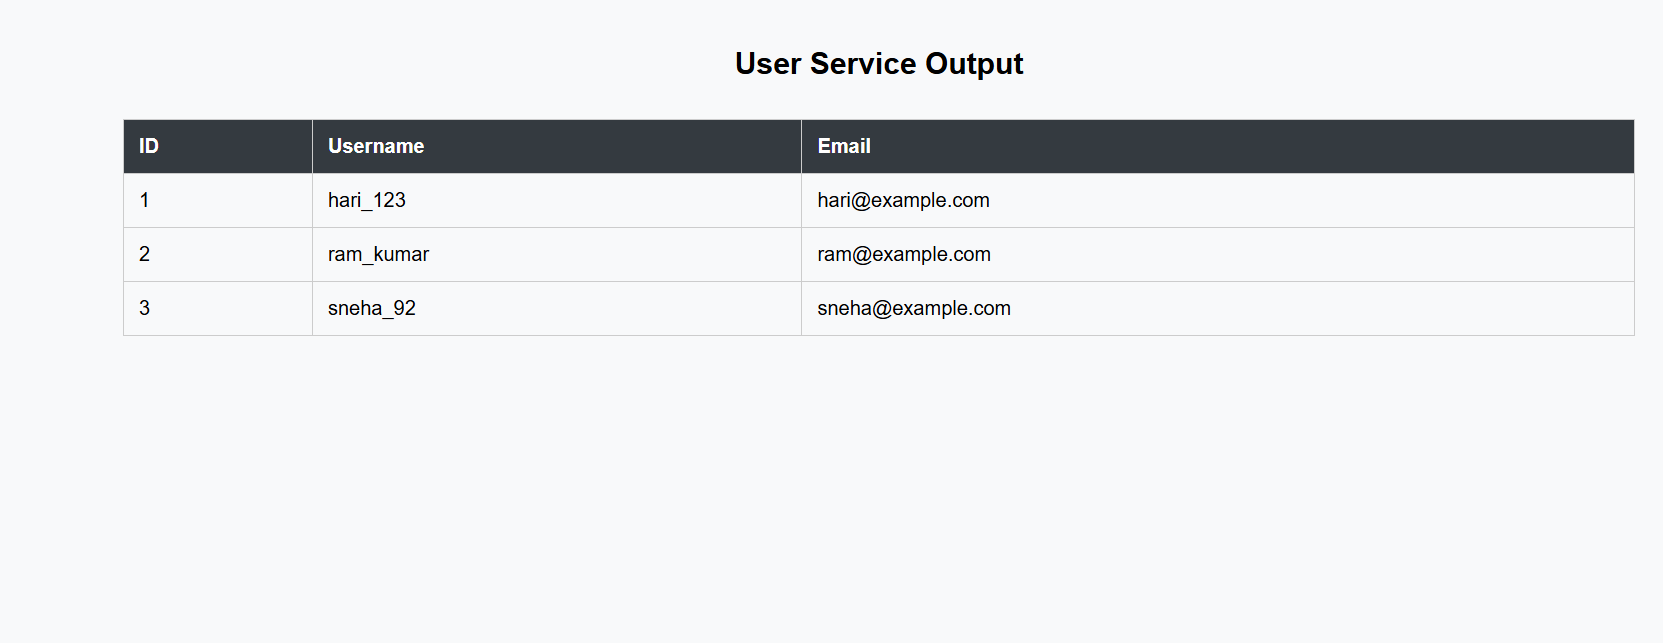 User Service Output
ID Username Email
1 hari_123 hari@example.com
2 ram_kumar ram@example.com
3 sneha_92 sneha@example.com